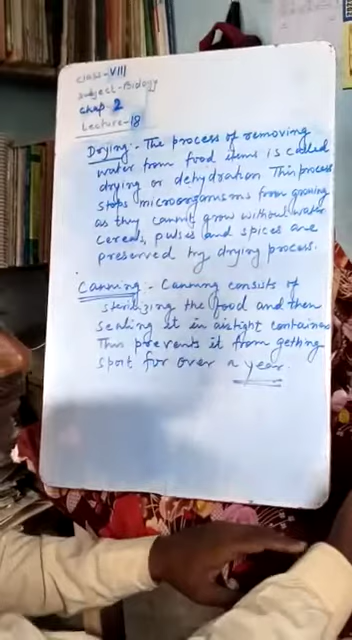 class-VIII
subject-Biology
chap-2
Lecture-18
Drying:- The process of removing
water from food items is called
drying or dehydration This process
stops microorganisms from growing
as they cannot grow without water
Cereals, pulses and spices are
preserved by drying process.
Canning:- Canning consists of
sterilizing the food and then
sealing it in airtight containers
This prevents it from gething
spoit for over a year.